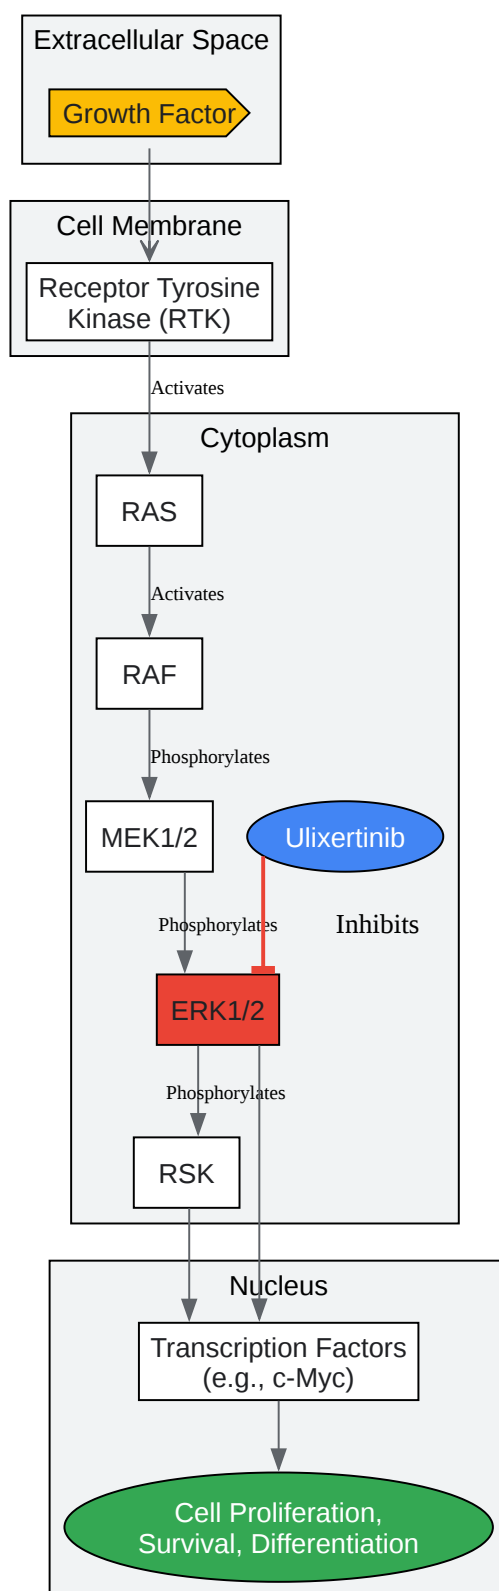 Extracellular Space
Growth Factor
Cell Membrane
Receptor Tyrosine
Kinase (RTK)
Activates
Cytoplasm
RAS
Activates
RAF
Phosphorylates
MEK1/2
Ulixertinib
Phosphorylates
Inhibits
ERK1/2
Phosphorylates
RSK
Nucleus
Transcription Factors
(e.g., c-Myc)
Cell Proliferation,
Survival, Differentiation